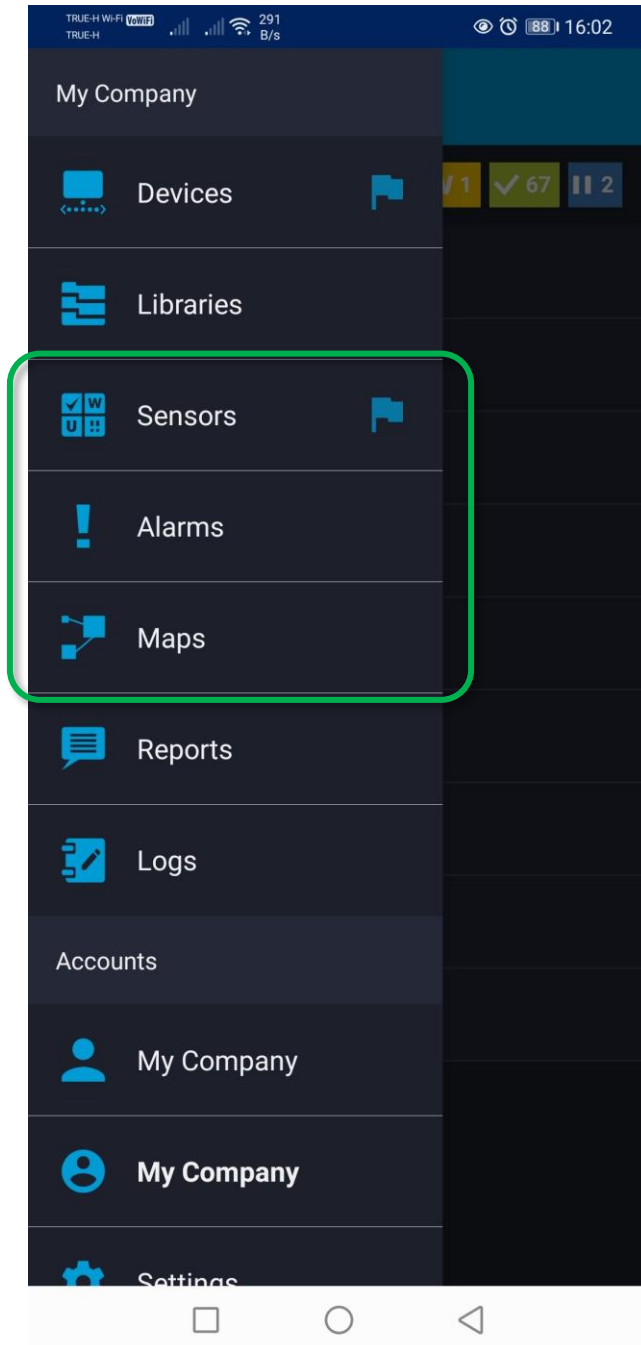 TRUE-H Wi-Fi VoWiFi
TRUE-H
291
B/s
88
16:02
My Company
Devices
1
67
2
Libraries
W
U !!
Sensors
Alarms
Maps
Reports
Logs
Accounts
My Company
My Company
Settings